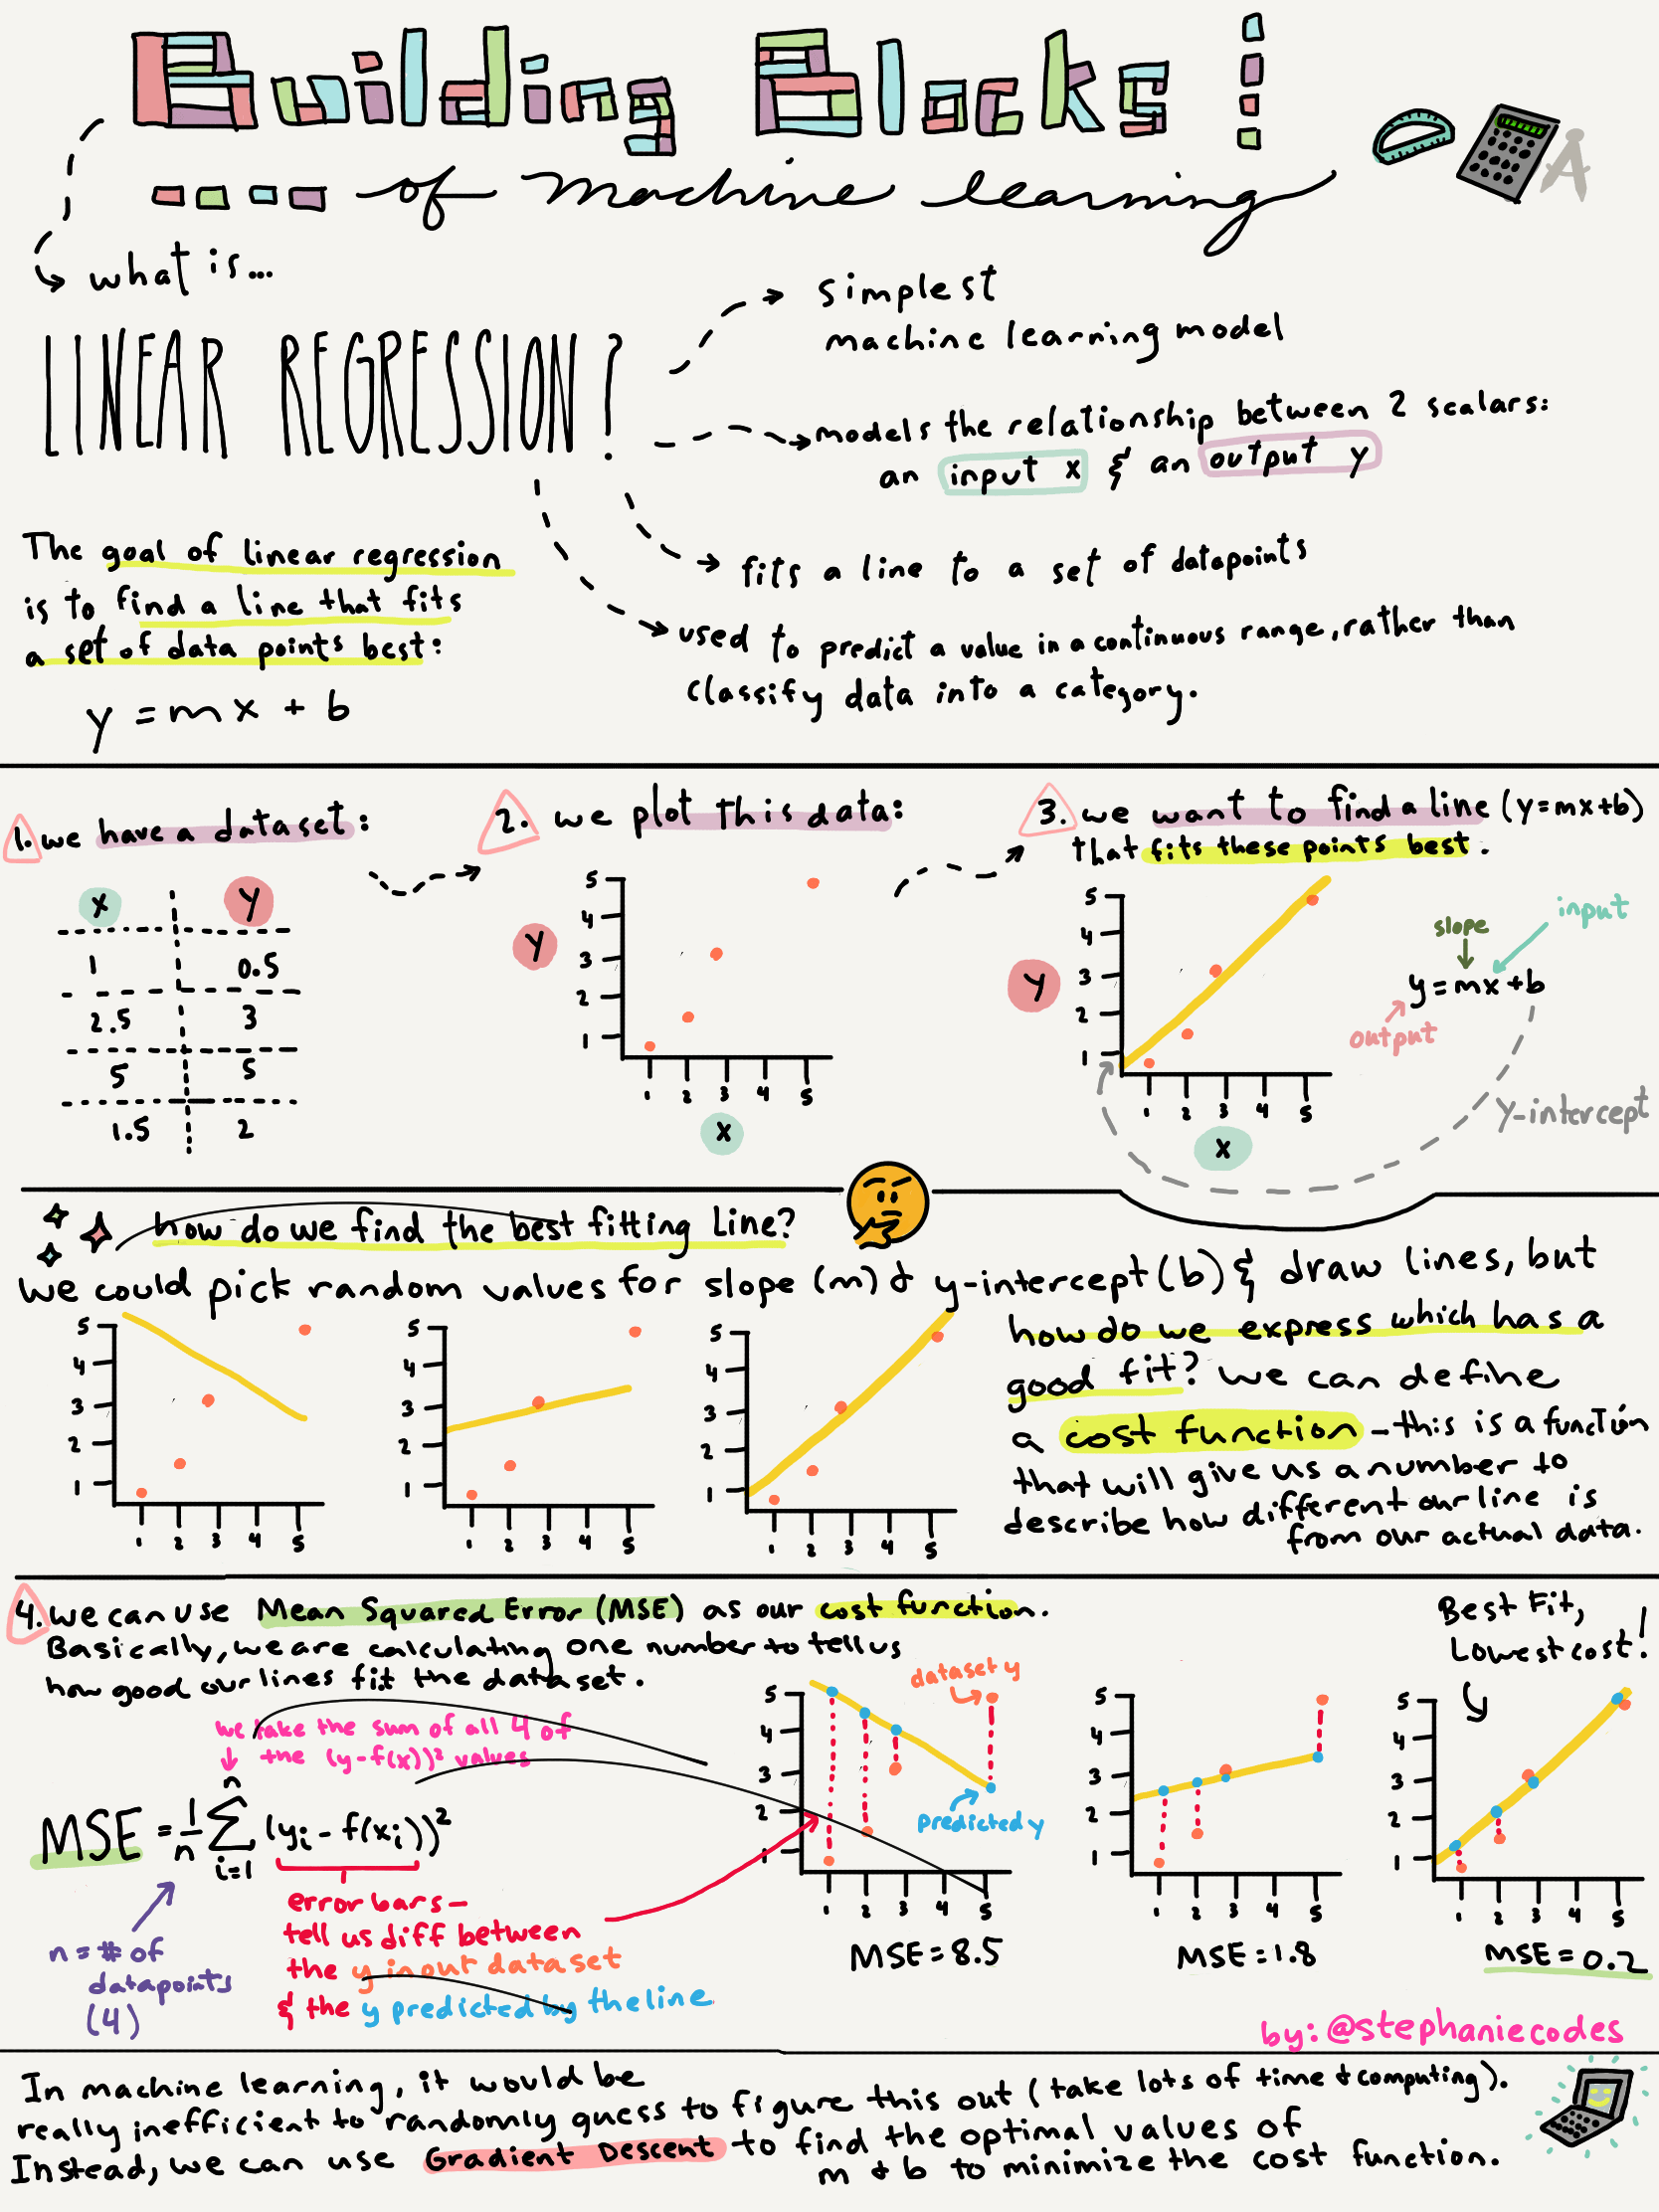 Building Blocks
of machine learning
what is...
LINEAR REGRESSION?
simplest
machine learning model
models the relationship between 2 scalars:
an input x & an output y
fits a line to a set of datapoints
used to predict a value in a continuous range, rather than
classify data into a category.
The goal of linear regression
is to find a line that fits
a set of data points best:
y = mx + b
1. we have a dataset:
x y
1 0.5
2.5 3
5 5
1.5 2
2. we plot this data:
5
4
3
2
1
y
1 2 3 4 5
x
3. we want to find a line (y=mx+b)
that fits these points best.
5
4
3
2
1
y
1 2 3 4 5
x
input
slope
y = mx + b
output
y-intercept
how do we find the best fitting line?
we could pick random values for slope (m) & y-intercept (b) & draw lines, but
how do we express which has a
good fit? we can define
a cost function - this is a function
that will give us a number to
describe how different our line is
from our actual data.
5
4
3
2
1
1 2 3 4 5
5
4
3
2
1
1 2 3 4 5
5
4
3
2
1
1 2 3 4 5
4. we can use Mean Squared Error (MSE) as our cost function.
Basically, we are calculating one number to tell us
how good our lines fit the dataset.
we take the sum of all 4 of
the (y-f(x))² values
MSE = 1/n n Σ i=1 (yi - f(xi))²
n = # of
datapoints
(4)
error bars -
tell us diff between
the y in our dataset
& the y predicted by the line
dataset y
predicted y
5
4
3
2
1
1 2 3 4 5
MSE = 8.5
5
4
3
2
1
1 2 3 4 5
MSE = 1.8
Best Fit,
Lowest cost!
5
4
3
2
1
1 2 3 4 5
MSE = 0.2
by: @stephaniecodes
In machine learning, it would be
really inefficient to randomly guess to figure this out (take lots of time & computing).
Instead, we can use Gradient Descent to find the optimal values of
m & b to minimize the cost function.